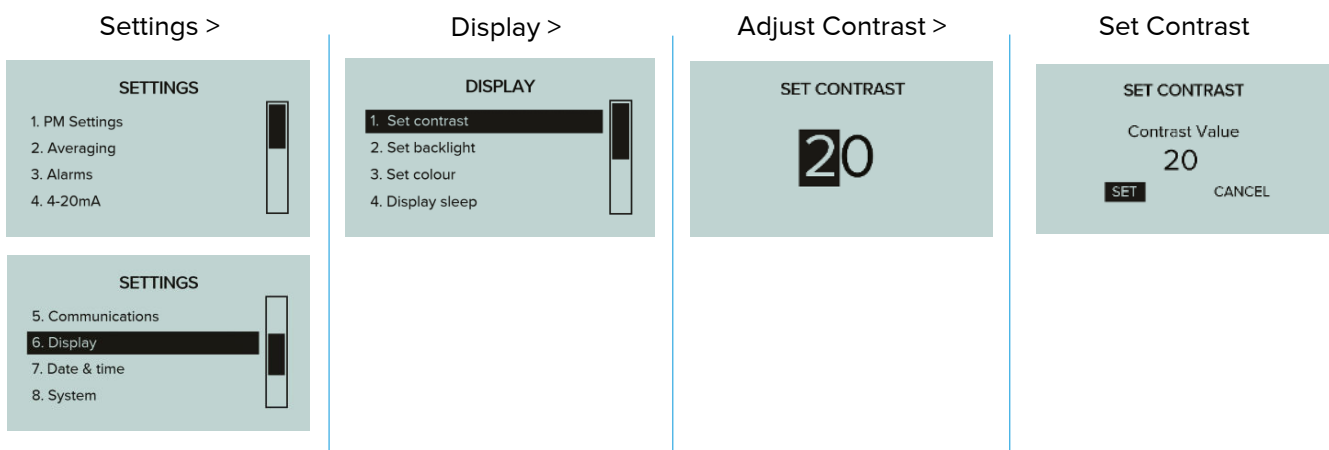 Settings >
SETTINGS
1. PM Settings
2. Averaging
3. Alarms
4. 4-20mA
SETTINGS
5. Communications
6. Display
7. Date & time
8. System
Display >
DISPLAY
1. Set contrast
2. Set backlight
3. Set colour
4. Display sleep
Adjust Contrast >
SET CONTRAST
20
Set Contrast
SET CONTRAST
Contrast Value
20
SET CANCEL